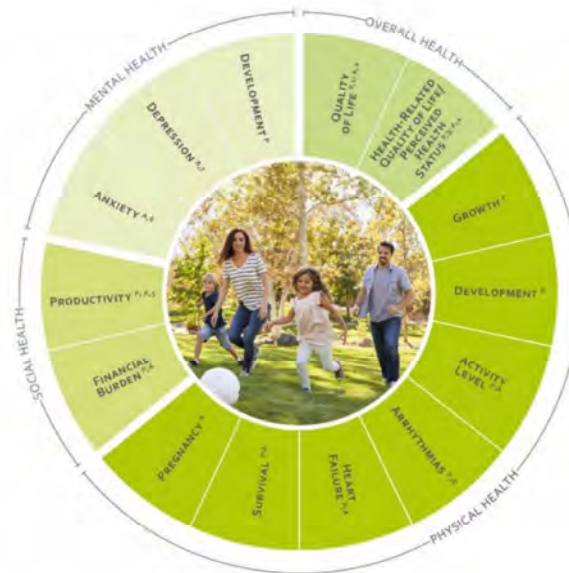 OVERALL HEALTH
QUALITY
OF LIFE
HEALTH-RELATED
QUALITY OF LIFE/
PERCEIVED
HEALTH
STATUS
PHYSICAL HEALTH
GROWTH
DEVELOPMENT
ACTIVITY
LEVEL
ARRHYTHMIAS
HEART
FAILURE
SURVIVAL
PREGNANCY
SOCIAL HEALTH
FINANCIAL
BURDEN
PRODUCTIVITY
MENTAL HEALTH
ANXIETY
DEPRESSION
DEVELOPMENT